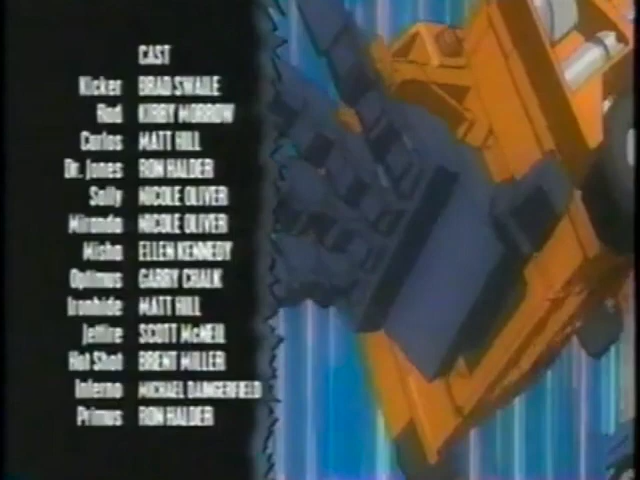 CAST
Kicker BRAD SWAILE
Rad KIRBY MORROW
Carlos MATT HILL
Dr. Jones RON HALDER
Sally NICOLE OLIVER
Miranda NICOLE OLIVER
Misha ELLEN KENNEDY
Optimus GARRY CHALK
Ironhide MATT HILL
Jetfire SCOTT McNEIL
Hot Shot BRENT MILLER
Inferno MICHAEL DANGERFIELD
Primus RON HALDER